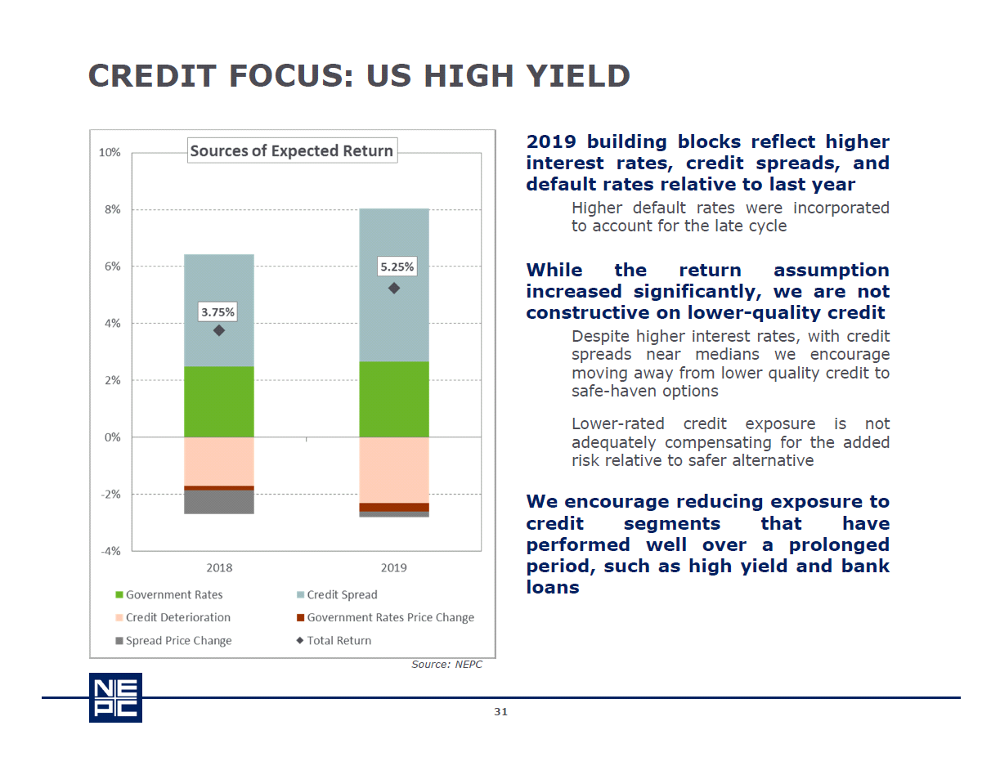 CREDIT FOCUS: US HIGH YIELD
Sources of Expected Return
10%
8%
6%
4%
2%
0%
-2%
-4%
3.75%
5.25%
2018
2019
Government Rates
Credit Spread
Credit Deterioration
Government Rates Price Change
Spread Price Change
Total Return
Source: NEPC
2019 building blocks reflect higher
interest rates, credit spreads, and
default rates relative to last year
Higher default rates were incorporated
to account for the late cycle
While the return assumption
increased significantly, we are not
constructive on lower-quality credit
Despite higher interest rates, with credit
spreads near medians we encourage
moving away from lower quality credit to
safe-haven options
Lower-rated credit exposure is not
adequately compensating for the added
risk relative to safer alternative
We encourage reducing exposure to
credit segments that have
performed well over a prolonged
period, such as high yield and bank
loans
NE
PC
31